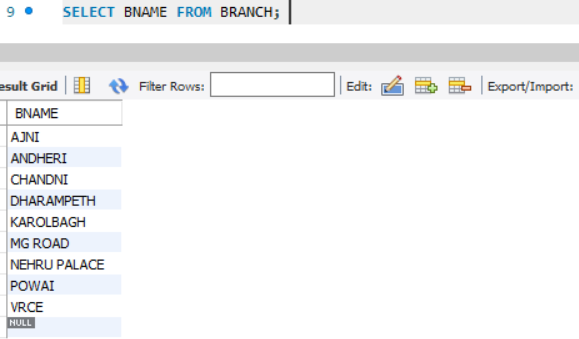 9 SELECT BNAME FROM BRANCH;
esult Grid Filter Rows: Edit: Export/Import:
BNAME
AJNI
ANDHERI
CHANDNI
DHARAMPETH
KAROLBAGH
MG ROAD
NEHRU PALACE
POWAI
VRCE
NULL